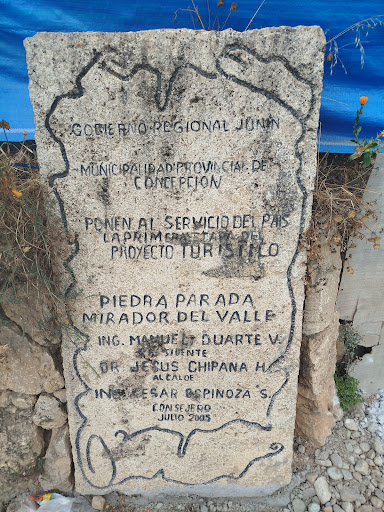 GOBIERNO REGIONAL JUNIN
MUNICIPALIDAD PROVINCIAL DE
CONCEPCION
PONEN AL SERVICIO DEL PAIS
LA PRIMERA ETAPA DEL
PROYECTO TURISTICO
PIEDRA PARADA
MIRADOR DEL VALLE
ING. MANUEL DUARTE V.
DR. JESUS CHIPANA H.
ALCALDE
ING. CESAR ESPINOZA S.
CONSEJERO
JULIO 2005